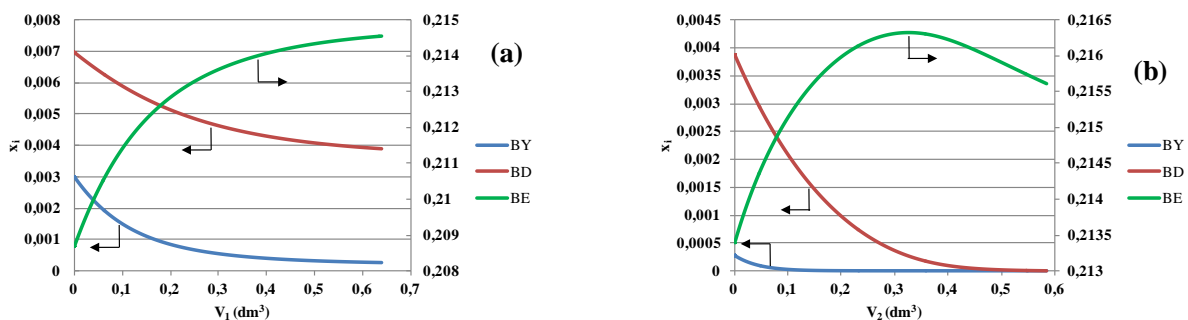 x_i
0,008
0,007
0,006
0,005
0,004
0,003
0,002
0,001
0
0 0,1 0,2 0,3 0,4 0,5 0,6 0,7
V₁ (dm³)
0,215
0,214
0,213
0,212
0,211
0,21
0,209
0,208
(a)
BY
BD
BE
x_i
0,0045
0,004
0,0035
0,003
0,0025
0,002
0,0015
0,001
0,0005
0
0 0,1 0,2 0,3 0,4 0,5 0,6
V₂ (dm³)
0,2165
0,216
0,2155
0,215
0,2145
0,214
0,2135
0,213
(b)
BY
BD
BE